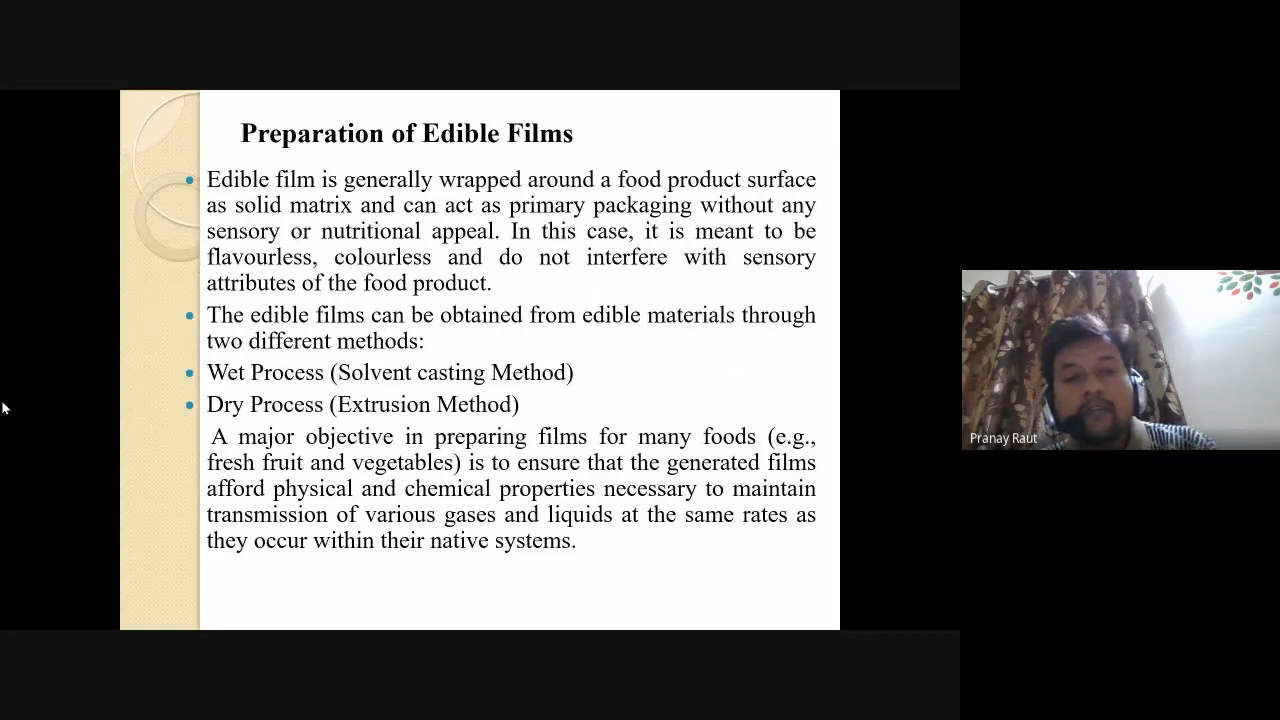 Preparation of Edible Films
Edible film is generally wrapped around a food product surface
as solid matrix and can act as primary packaging without any
sensory or nutritional appeal. In this case, it is meant to be
flavourless, colourless and do not interfere with sensory
attributes of the food product.
The edible films can be obtained from edible materials through
two different methods:
Wet Process (Solvent casting Method)
Dry Process (Extrusion Method)
A major objective in preparing films for many foods (e.g.,
fresh fruit and vegetables) is to ensure that the generated films
afford physical and chemical properties necessary to maintain
transmission of various gases and liquids at the same rates as
they occur within their native systems.
Pranay Raut